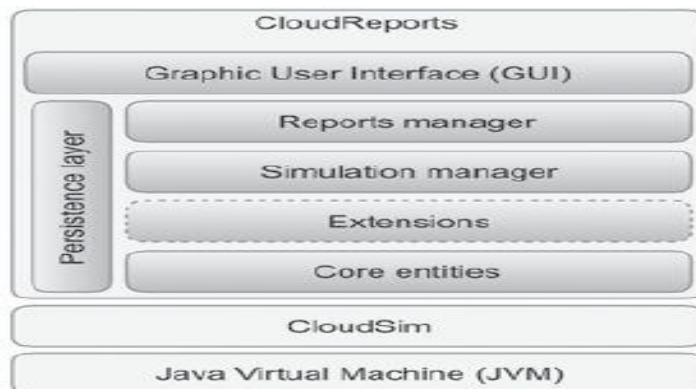 CloudReports
Graphic User Interface (GUI)
Persistence layer
Reports manager
Simulation manager
Extensions
Core entities
CloudSim
Java Virtual Machine (JVM)